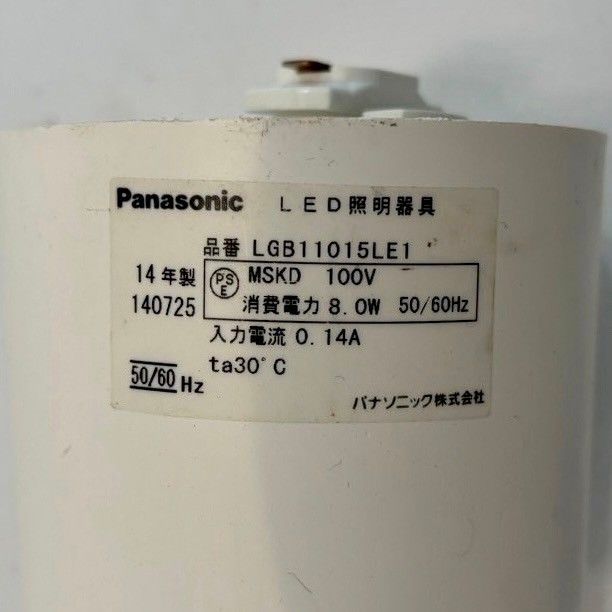 Panasonic LED照明器具
品番 LGB11015LE1
14年製 PSE MSKD 100V
140725 消費電力 8.0W 50/60Hz
入力電流 0.14A
ta30°C
50/60 Hz
パナソニック株式会社